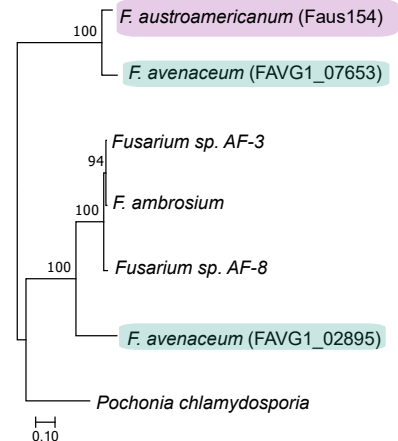 F. austroamericanum (Faus154)
100
F. avenaceum (FAVG1_07653)
Fusarium sp. AF-3
94
F. ambrosium
100
Fusarium sp. AF-8
100
F. avenaceum (FAVG1_02895)
Pochonia chlamydosporia
0.10